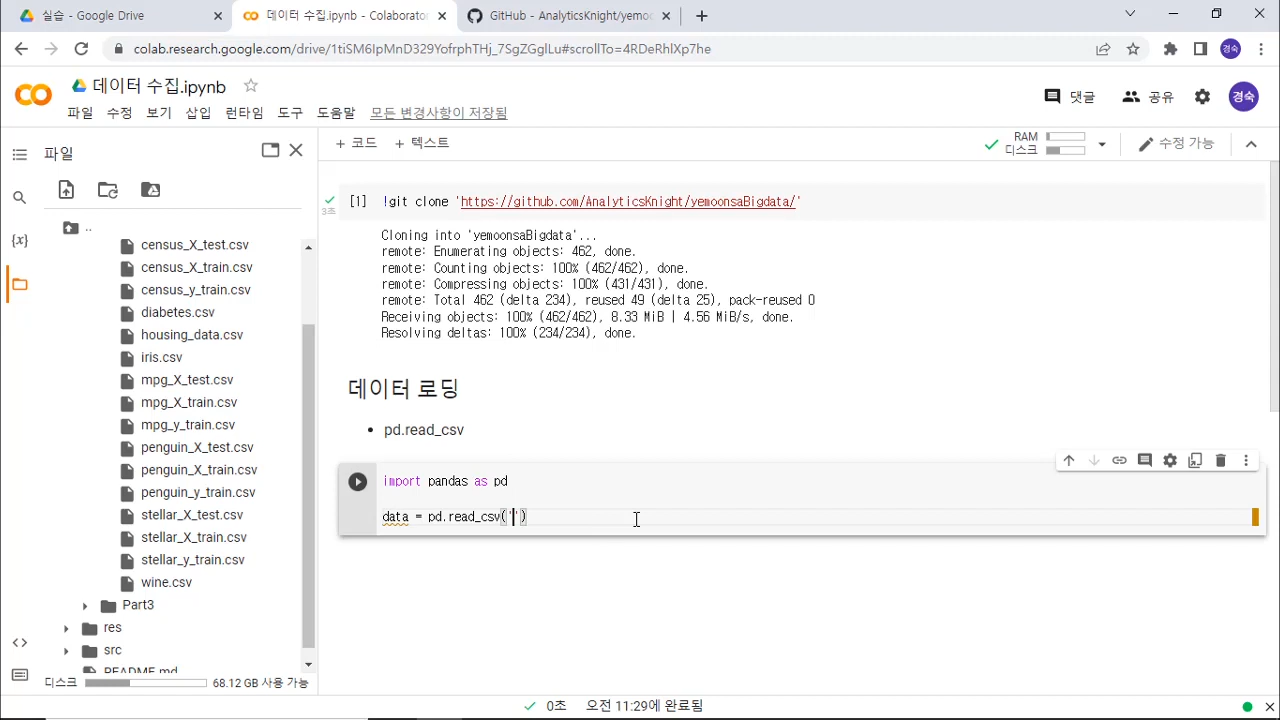 실습 - Google Drive
데이터 수집.ipynb - Colaborator
GitHub - AnalyticsKnight/yemoo
colab.research.google.com/drive/1tiSM6IpMnD329YofrphTHj_7SgZGglLu#scrollTo=4RDeRhlXp7he
경숙
데이터 수집.ipynb
파일 수정 보기 삽입 런타임 도구 도움말 모든 변경사항이 저장됨
댓글 공유 경숙
파일
+ 코드 + 텍스트
RAM
디스크
수정 가능
{x}
..
census_X_test.csv
census_X_train.csv
census_y_train.csv
diabetes.csv
housing_data.csv
iris.csv
mpg_X_test.csv
mpg_X_train.csv
mpg_y_train.csv
penguin_X_test.csv
penguin_X_train.csv
penguin_y_train.csv
stellar_X_test.csv
stellar_X_train.csv
stellar_y_train.csv
wine.csv
Part3
res
src
README.md
디스크 68.12 GB 사용 가능
3초
[1] !git clone 'https://github.com/AnalyticsKnight/yemoonsaBigdata/'
Cloning into 'yemoonsaBigdata'...
remote: Enumerating objects: 462, done.
remote: Counting objects: 100% (462/462), done.
remote: Compressing objects: 100% (431/431), done.
remote: Total 462 (delta 234), reused 49 (delta 25), pack-reused 0
Receiving objects: 100% (462/462), 8.33 MiB | 4.56 MiB/s, done.
Resolving deltas: 100% (234/234), done.
데이터 로딩
• pd.read_csv
import pandas as pd
data = pd.read_csv('')
0초 오전 11:29에 완료됨